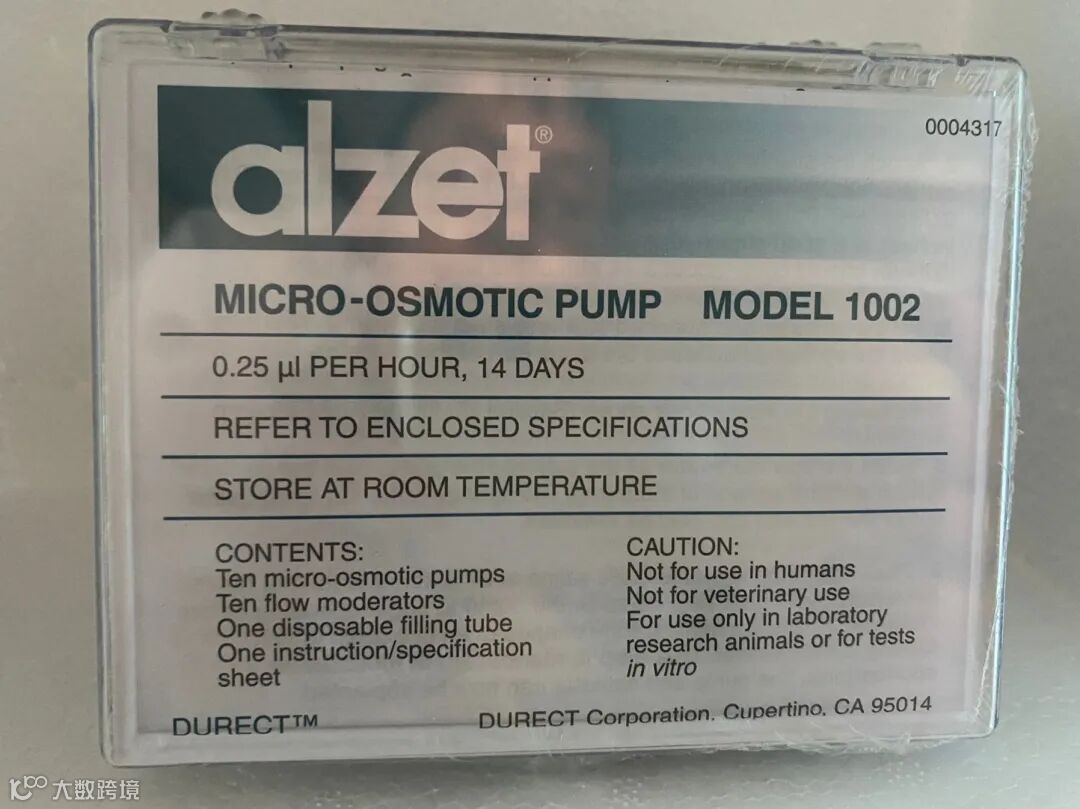 alzet®
0004317
MICRO-OSMOTIC PUMP MODEL 1002
0.25 µl PER HOUR, 14 DAYS
REFER TO ENCLOSED SPECIFICATIONS
STORE AT ROOM TEMPERATURE
CONTENTS:
Ten micro-osmotic pumps
Ten flow moderators
One disposable filling tube
One instruction/specification
sheet
CAUTION:
Not for use in humans
Not for veterinary use
For use only in laboratory
research animals or for tests
in vitro
DURECT™
DURECT Corporation, Cupertino, CA 95014
大数跨境